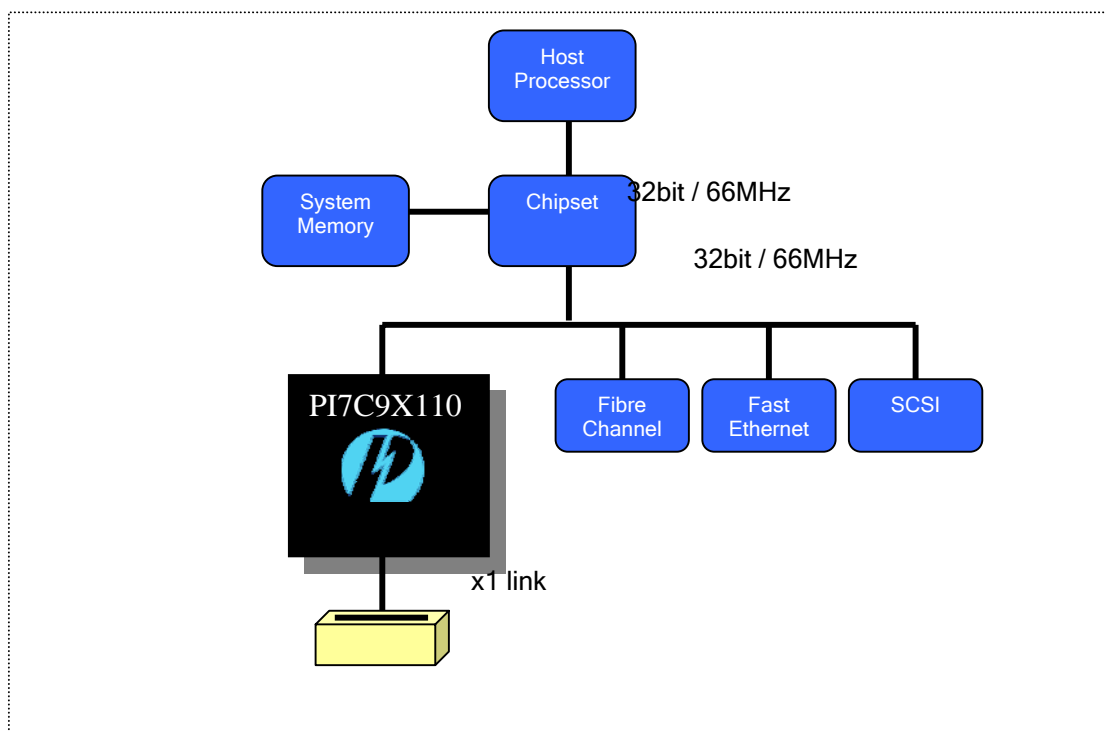 Host
Processor
System
Memory
Chipset
32bit / 66MHz
32bit / 66MHz
PI7C9X110
Fibre
Channel
Fast
Ethernet
SCSI
x1 link